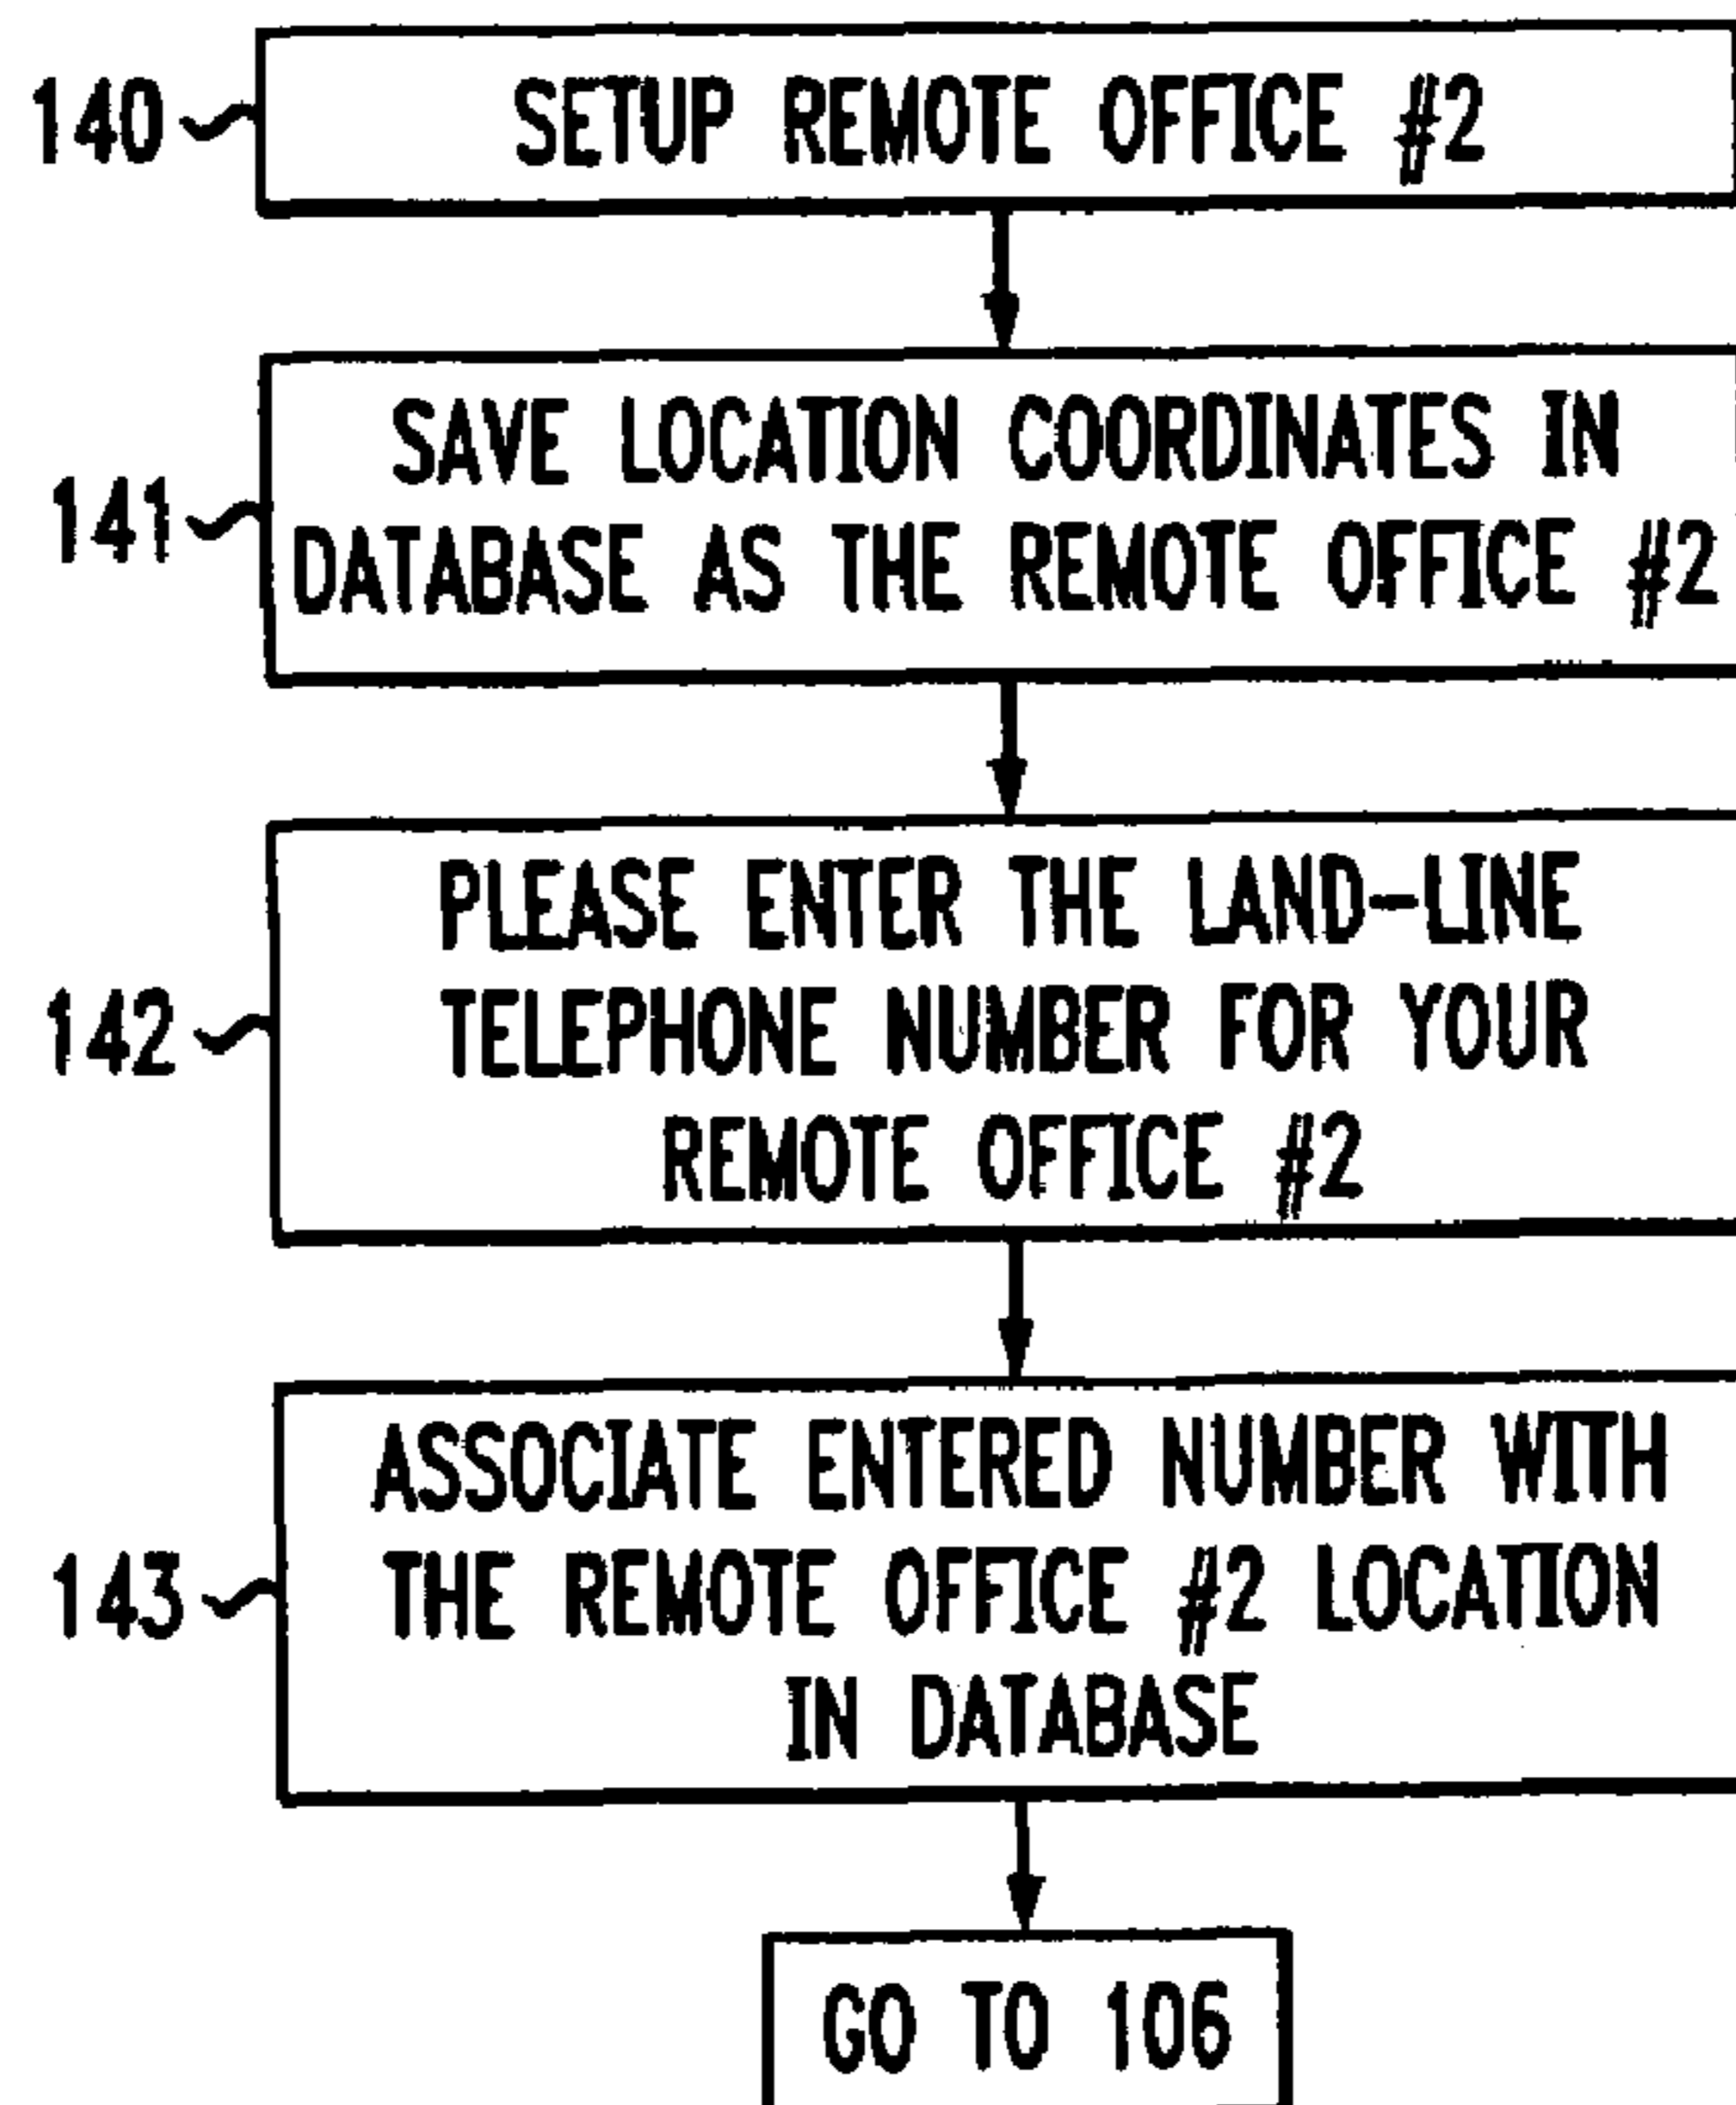 140
SETUP REMOTE OFFICE #2
141
SAVE LOCATION COORDINATES IN
DATABASE AS THE REMOTE OFFICE #2
142
PLEASE ENTER THE LAND-LINE
TELEPHONE NUMBER FOR YOUR
REMOTE OFFICE #2
143
ASSOCIATE ENTERED NUMBER WITH
THE REMOTE OFFICE #2 LOCATION
IN DATABASE
GO TO 106